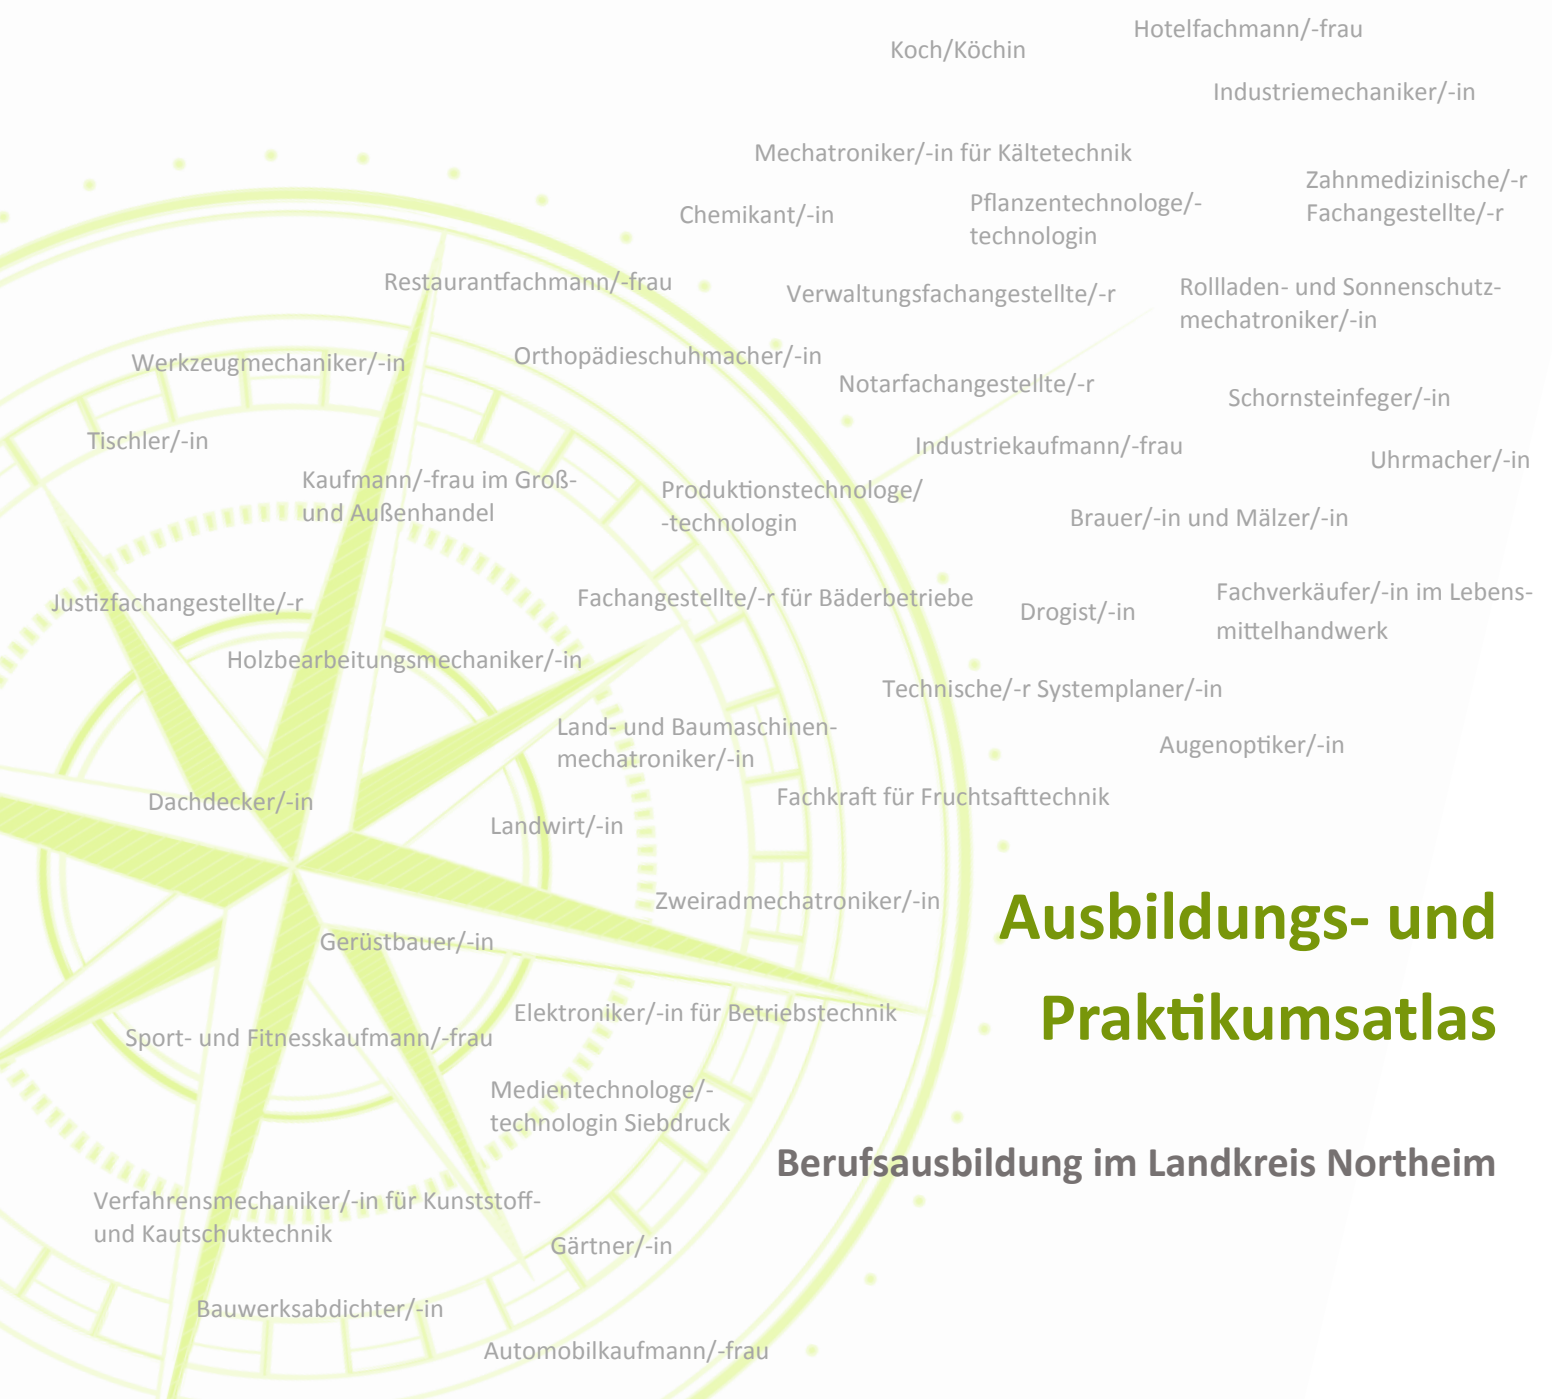 Hotelfachmann/-frau
Koch/Köchin
Industriemechaniker/-in
Mechatroniker/-in für Kältetechnik
Zahnmedizinische/-r
Fachangestellte/-r
Chemikant/-in
Pflanzentechnologe/-
technologin
Restaurantfachmann/-frau
Verwaltungsfachangestellte/-r
Rollladen- und Sonnenschutz-
mechatroniker/-in
Werkzeugmechaniker/-in
Orthopädieschuhmacher/-in
Notarfachangestellte/-r
Schornsteinfeger/-in
Tischler/-in
Industriekaufmann/-frau
Uhrmacher/-in
Kaufmann/-frau im Groß-
und Außenhandel
Produktionstechnologe/
-technologin
Brauer/-in und Mälzer/-in
Justizfachangestellte/-r
Fachangestellte/-r für Bäderbetriebe
Drogist/-in
Fachverkäufer/-in im Lebens-
mittelhandwerk
Holzbearbeitungsmechaniker/-in
Technische/-r Systemplaner/-in
Land- und Baumaschinen-
mechatroniker/-in
Augenoptiker/-in
Dachdecker/-in
Fachkraft für Fruchtsafttechnik
Landwirt/-in
Zweiradmechatroniker/-in
Ausbildungs- und
Praktikumsatlas
Gerüstbauer/-in
Elektroniker/-in für Betriebstechnik
Sport- und Fitnesskaufmann/-frau
Medientechnologe/-
technologin Siebdruck
Berufsausbildung im Landkreis Northeim
Verfahrensmechaniker/-in für Kunststoff-
und Kautschuktechnik
Gärtner/-in
Bauwerksabdichter/-in
Automobilkaufmann/-frau